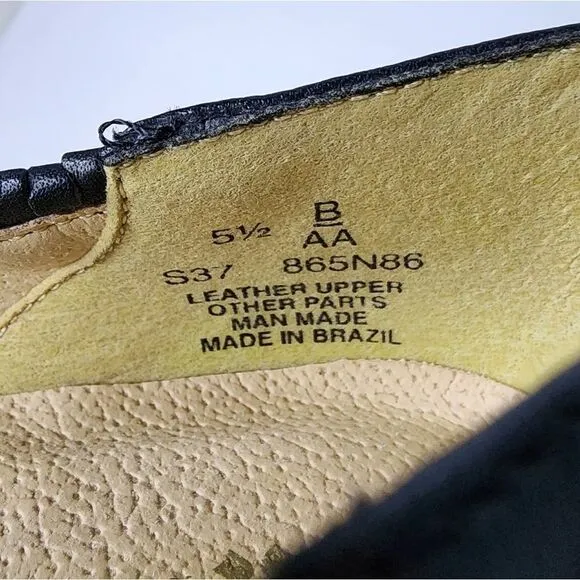 B
5½ AA
S37 865N86
LEATHER UPPER
OTHER PARTS
MAN MADE
MADE IN BRAZIL